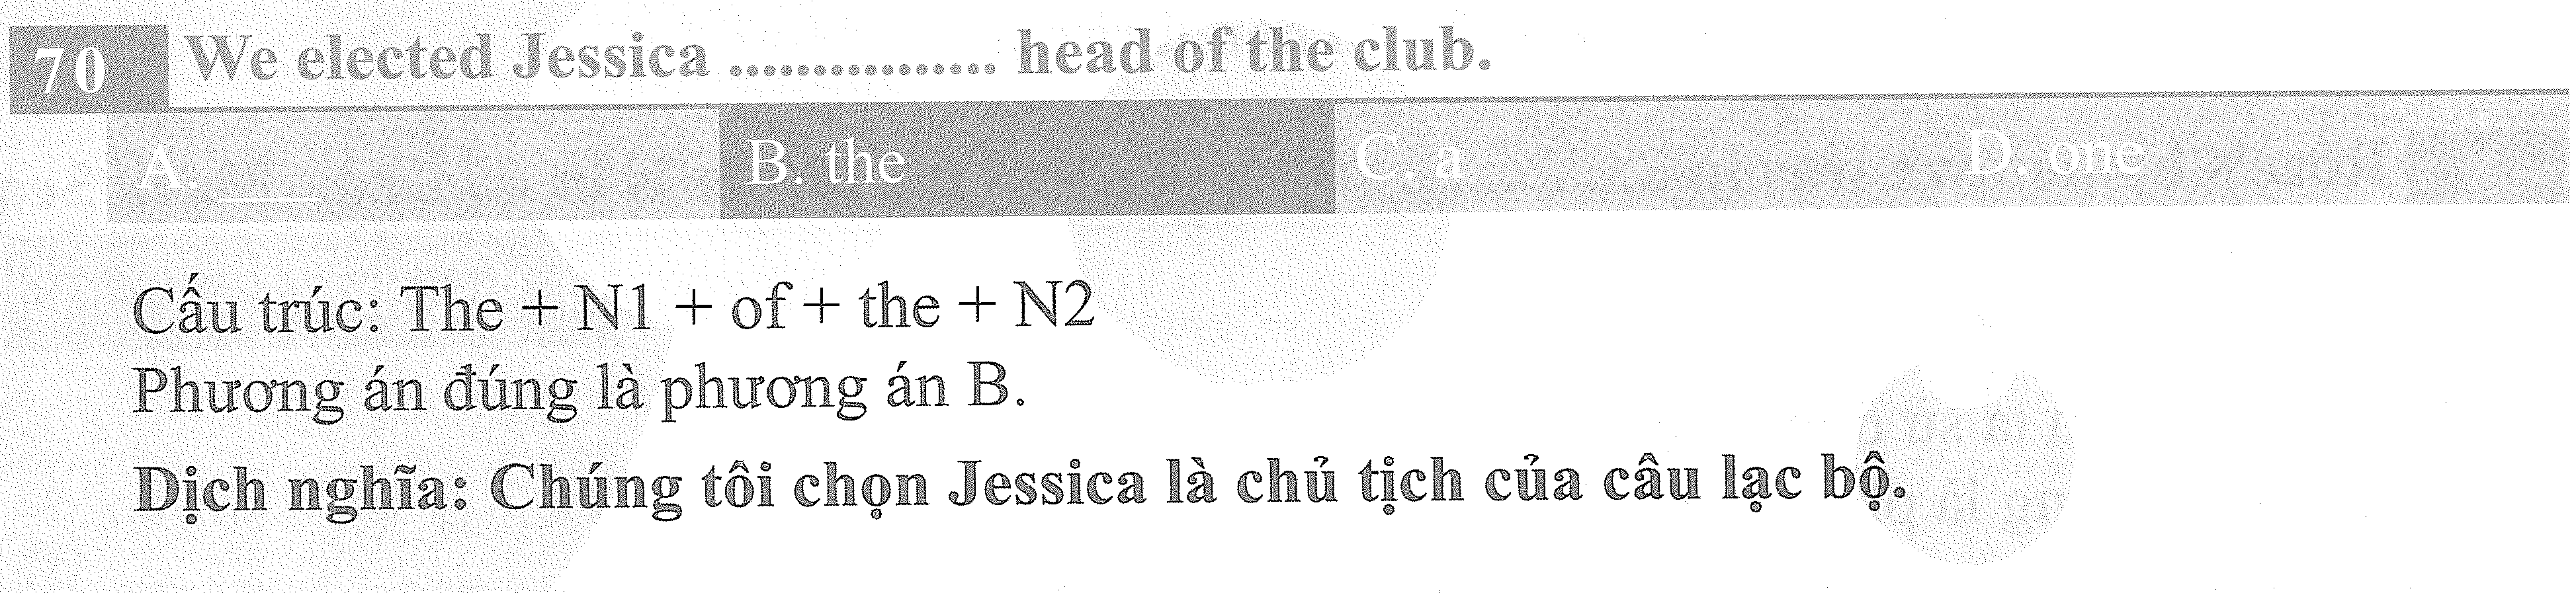 70 We elected Jessica ................ head of the club.
A. ____ B. the C. a D. one
Cấu trúc: The + N1 + of + the + N2
Phương án đúng là phương án B.
Dịch nghĩa: Chúng tôi chọn Jessica là chủ tịch của câu lạc bộ.